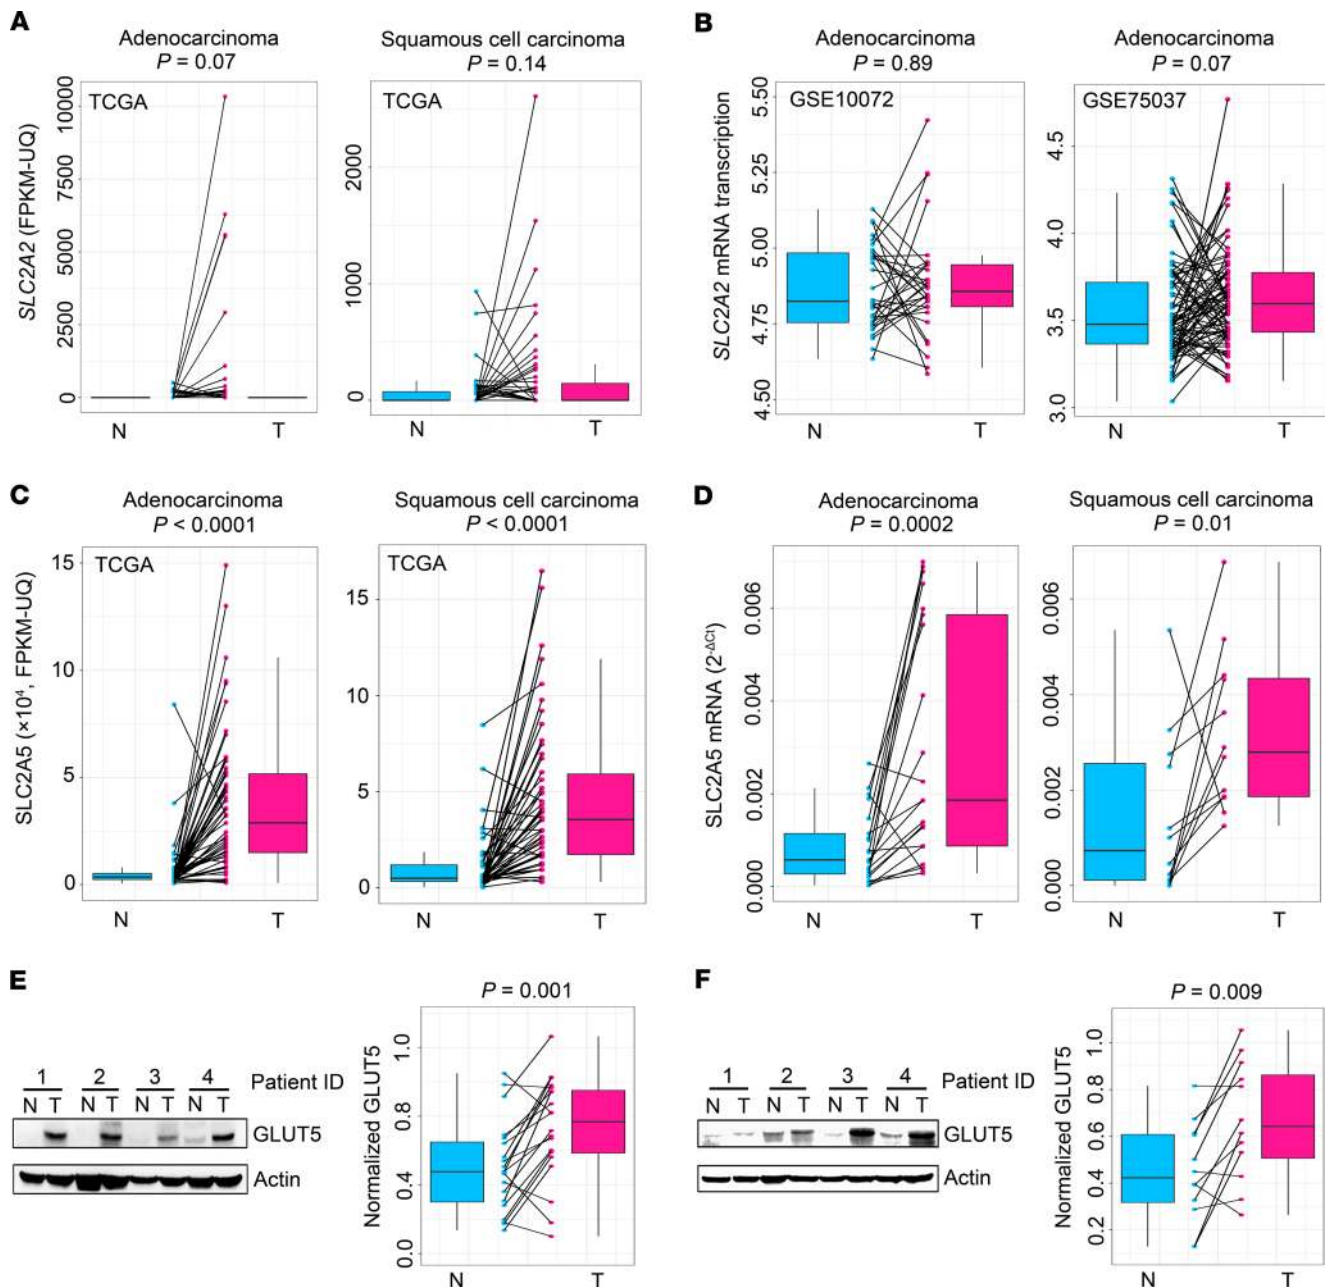 A
Adenocarcinoma
P = 0.07
TCGA
SLC2A2 (FPKM-UQ)
10000
7500
5000
2500
0
N T
Squamous cell carcinoma
P = 0.14
TCGA
2000
1000
0
N T
B
Adenocarcinoma
P = 0.89
GSE10072
SLC2A2 mRNA transcription
5.50
5.25
5.00
4.75
4.50
N T
Adenocarcinoma
P = 0.07
GSE75037
4.5
4.0
3.5
3.0
N T
C
Adenocarcinoma
P < 0.0001
TCGA
SLC2A5 (×10⁴, FPKM-UQ)
15
10
5
0
N T
Squamous cell carcinoma
P < 0.0001
TCGA
15
10
5
0
N T
D
Adenocarcinoma
P = 0.0002
SLC2A5 mRNA (2^-ΔCt)
0.006
0.004
0.002
0.000
N T
Squamous cell carcinoma
P = 0.01
0.006
0.004
0.002
0.000
N T
E
1 2 3 4 Patient ID
N T N T N T N T
GLUT5
Actin
P = 0.001
Normalized GLUT5
1.0
0.8
0.4
0.0
N T
F
1 2 3 4 Patient ID
N T N T N T N T
GLUT5
Actin
P = 0.009
Normalized GLUT5
1.0
0.8
0.6
0.4
0.2
N T